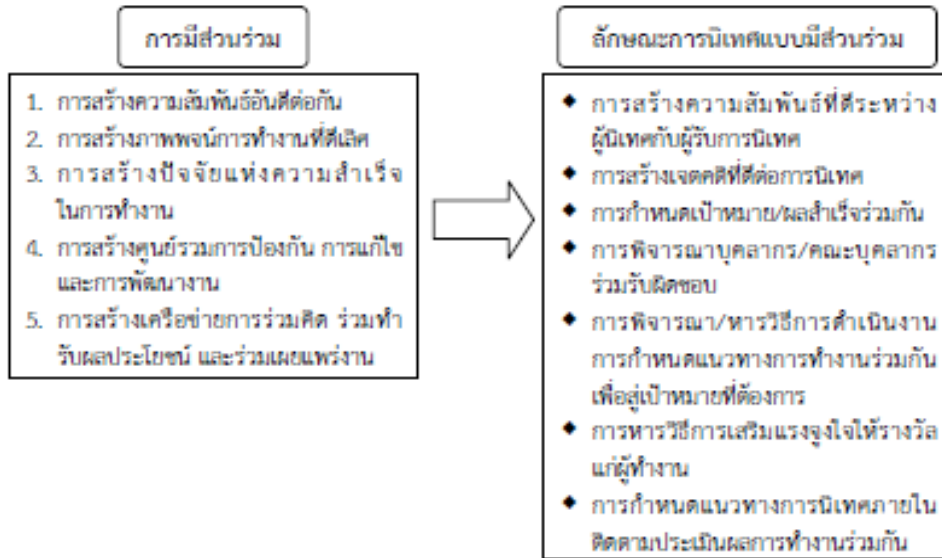 การมีส่วนร่วม
1. การสร้างความสัมพันธ์อันดีต่อกัน
2. การสร้างภาพพจน์การทำงานที่ดีเลิศ
3. การสร้างปัจจัยแห่งความสำเร็จ
ในการทำงาน
4. การสร้างศูนย์รวมการป้องกัน การแก้ไข
และการพัฒนางาน
5. การสร้างเครือข่ายการร่วมคิด ร่วมทำ
รับผลประโยชน์ และร่วมเผยแพร่งาน
ลักษณะการนิเทศแบบมีส่วนร่วม
◆ การสร้างความสัมพันธ์ที่ดีระหว่าง
ผู้นิเทศกับผู้รับการนิเทศ
◆ การสร้างเจตคติที่ดีต่อการนิเทศ
◆ การกำหนดเป้าหมาย/ผลสำเร็จร่วมกัน
◆ การพิจารณาบุคลากร/คณะบุคลากร
ร่วมรับผิดชอบ
◆ การพิจารณา/หารวิธีการดำเนินงาน
การกำหนดแนวทางการทำงานร่วมกัน
เพื่อสู่เป้าหมายที่ต้องการ
◆ การหารวิธีการเสริมแรงจูงใจให้รางวัล
แก่ผู้ทำงาน
◆ การกำหนดแนวทางการนิเทศภายใน
ติดตามประเมินผลการทำงานร่วมกัน